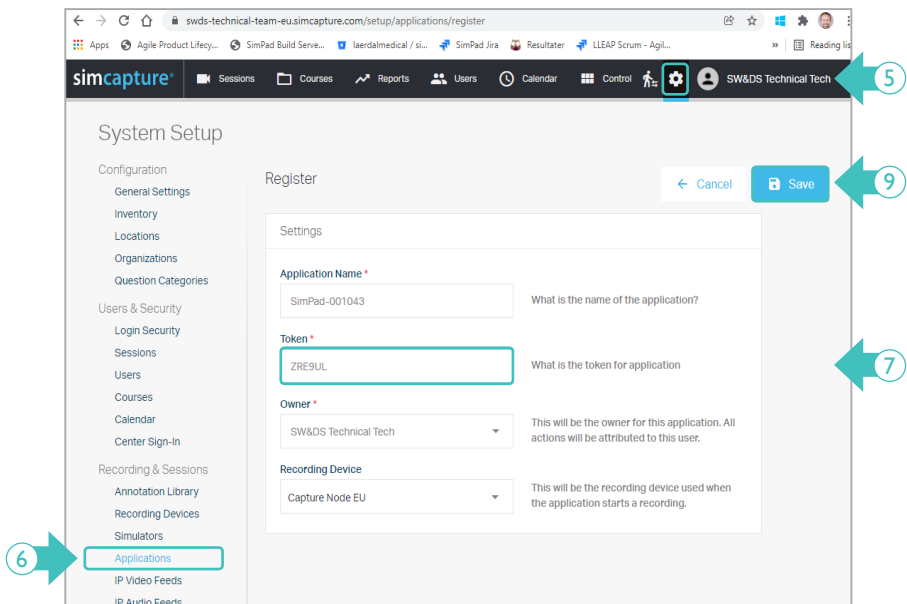 swds-technical-team-eu.simcapture.com/setup/applications/register
Apps Agile Product Lifecy... SimPad Build Serve... laerdalmedical / si... SimPad Jira Resultater LLEAP Scrum - Agil... » Reading lis
simcapture Sessions Courses Reports Users Calendar Control SW&DS Technical Tech 5
System Setup
Configuration
General Settings
Inventory
Locations
Organizations
Question Categories
Users & Security
Login Security
Sessions
Users
Courses
Calendar
Center Sign-In
Recording & Sessions
Annotation Library
Recording Devices
Simulators
6 Applications
IP Video Feeds
IP Audio Feeds
Register
← Cancel Save 9
Settings
Application Name *
SimPad-001043 What is the name of the application?
Token *
ZRE9UL What is the token for application 7
Owner *
SW&DS Technical Tech
This will be the owner for this application. All
actions will be attributed to this user.
Recording Device
Capture Node EU
This will be the recording device used when
the application starts a recording.